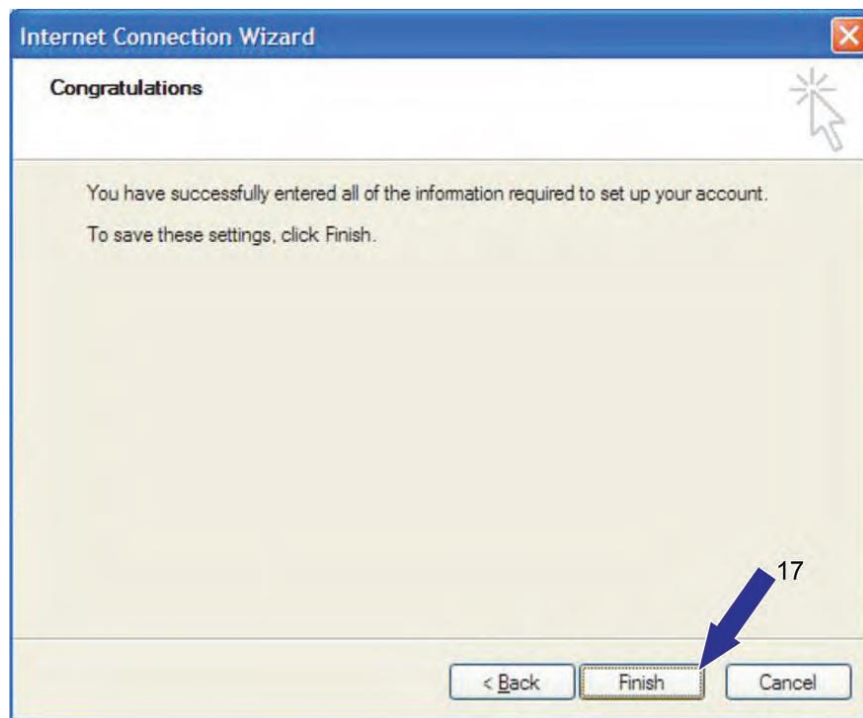 Internet Connection Wizard
Congratulations
You have successfully entered all of the information required to set up your account.
To save these settings, click Finish.
17
< Back
Finish
Cancel